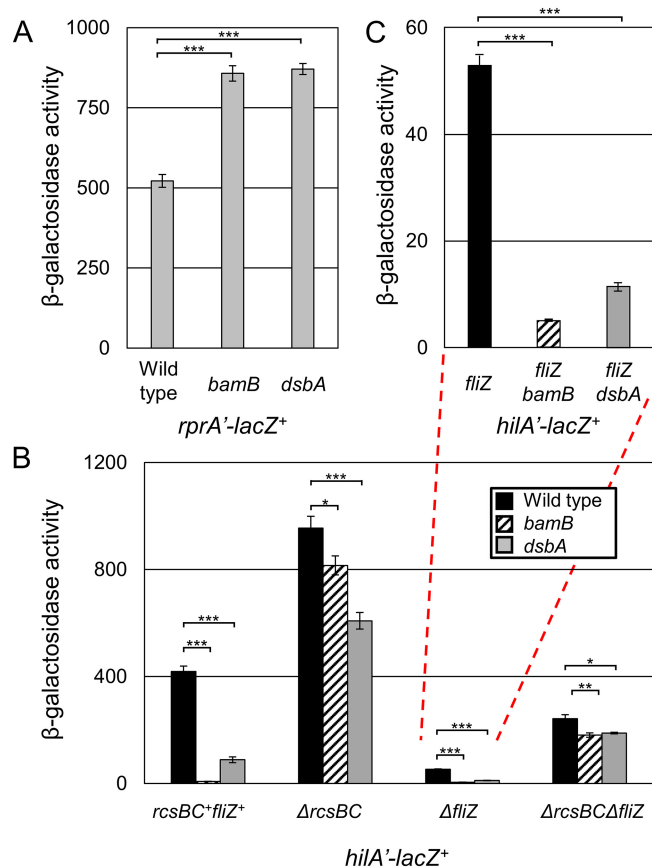 A
β-galactosidase activity
1000
750
500
250
0
***
***
Wild type
bamB
dsbA
rprA'-lacZ⁺
C
β-galactosidase activity
60
40
20
0
***
***
fliZ
fliZ bamB
fliZ dsbA
hilA'-lacZ⁺
B
β-galactosidase activity
1200
800
400
0
Wild type
bamB
dsbA
***
***
***
*
***
***
*
**
rcsBC⁺fliZ⁺
ΔrcsBC
ΔfliZ
ΔrcsBCΔfliZ
hilA'-lacZ⁺